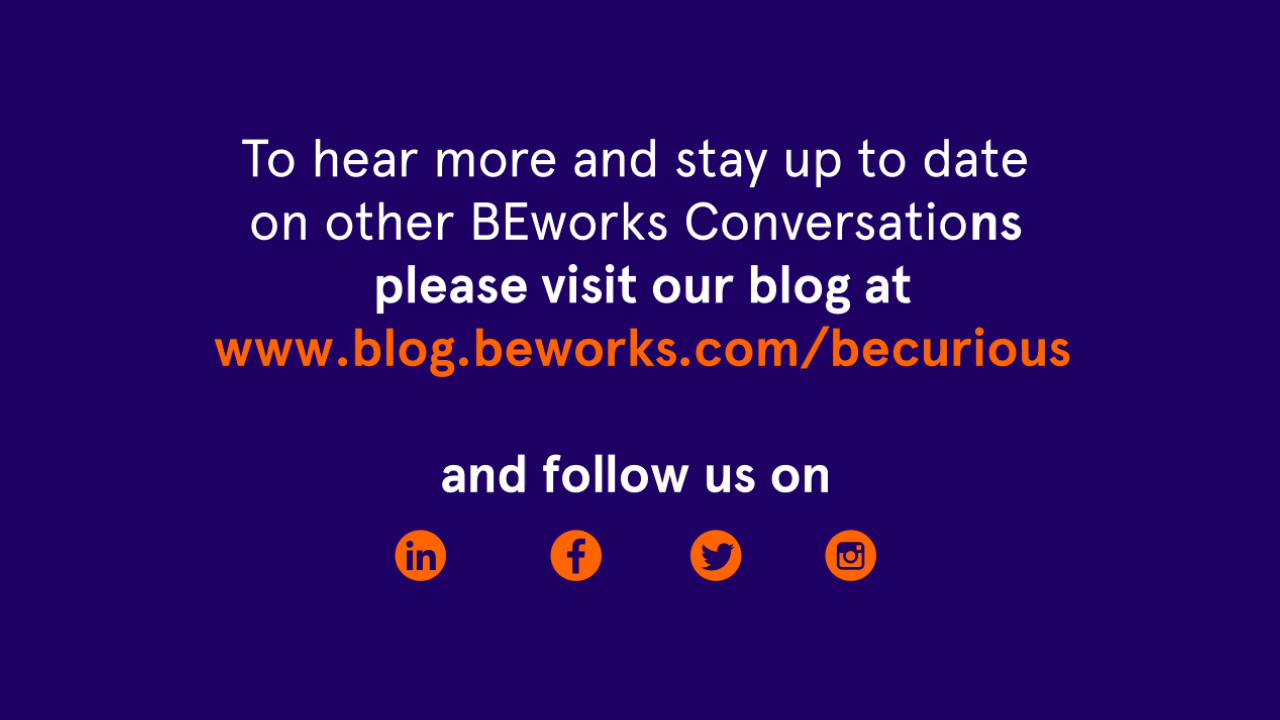 To hear more and stay up to date
on other BEworks Conversations
please visit our blog at
www.blog.beworks.com/becurious
and follow us on
in f